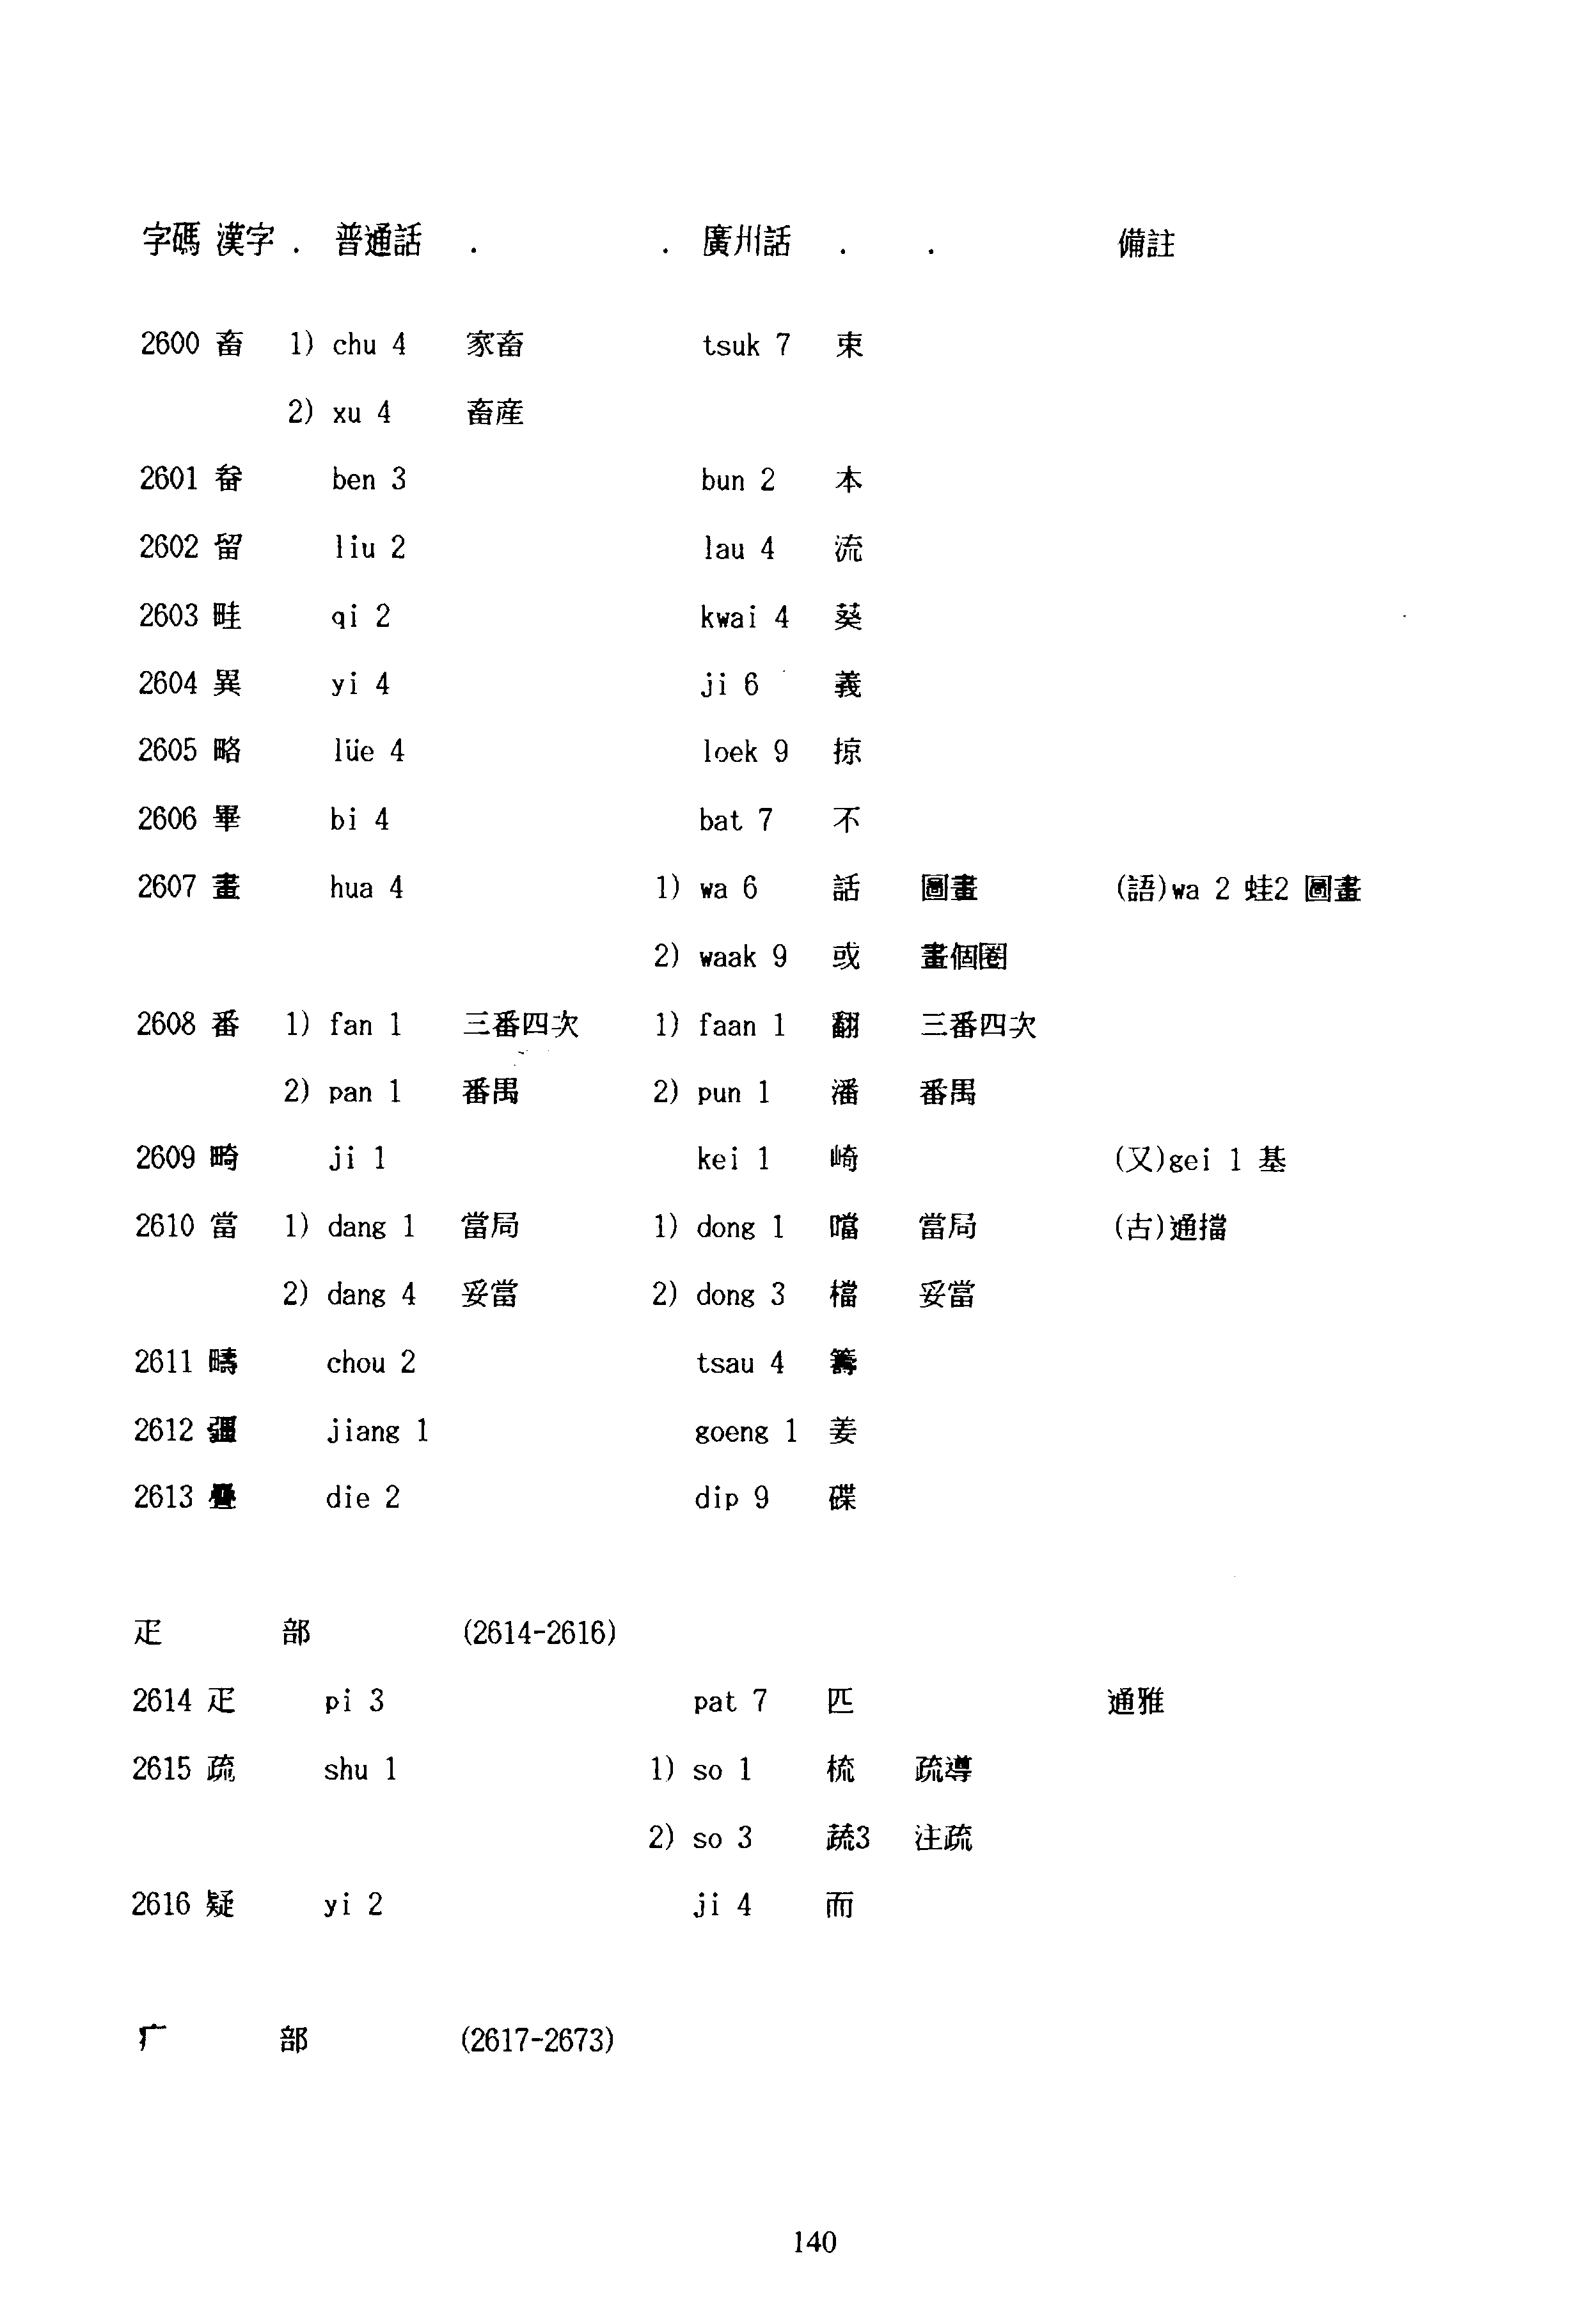 字碼 漢字 . 普通話 . . 廣州話 . . 備註
2600 畜 1) chu 4 家畜 tsuk 7 束
2) xu 4 畜産
2601 畚 ben 3 bun 2 本
2602 留 liu 2 lau 4 流
2603 畦 qi 2 kwai 4 葵
2604 異 yi 4 ji 6 義
2605 略 lüe 4 loek 9 掠
2606 畢 bi 4 bat 7 不
2607 畫 hua 4 1) wa 6 話 圖畫 (語)wa 2 蛙2 圖畫
2) waak 9 或 畫個圈
2608 番 1) fan 1 三番四次 1) faan 1 翻 三番四次
2) pan 1 番禺 2) pun 1 潘 番禺
2609 畸 ji 1 kei 1 崎 (又)gei 1 基
2610 當 1) dang 1 當局 1) dong 1 噹 當局 (古)通擋
2) dang 4 妥當 2) dong 3 檔 妥當
2611 疇 chou 2 tsau 4 籌
2612 疆 jiang 1 goeng 1 姜
2613 疊 die 2 dip 9 碟
疋 部 (2614-2616)
2614 疋 pi 3 pat 7 匹 通雅
2615 疏 shu 1 1) so 1 梳 疏導
2) so 3 蔬3 注疏
2616 疑 yi 2 ji 4 而
疒 部 (2617-2673)
140